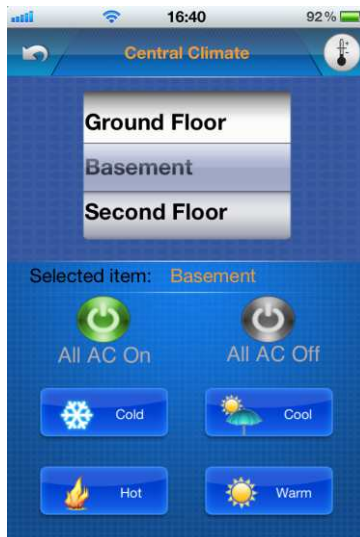 16:40
92%
Central Climate
Ground Floor
Basement
Second Floor
Selected item: Basement
All AC On All AC Off
Cold Cool
Hot Warm